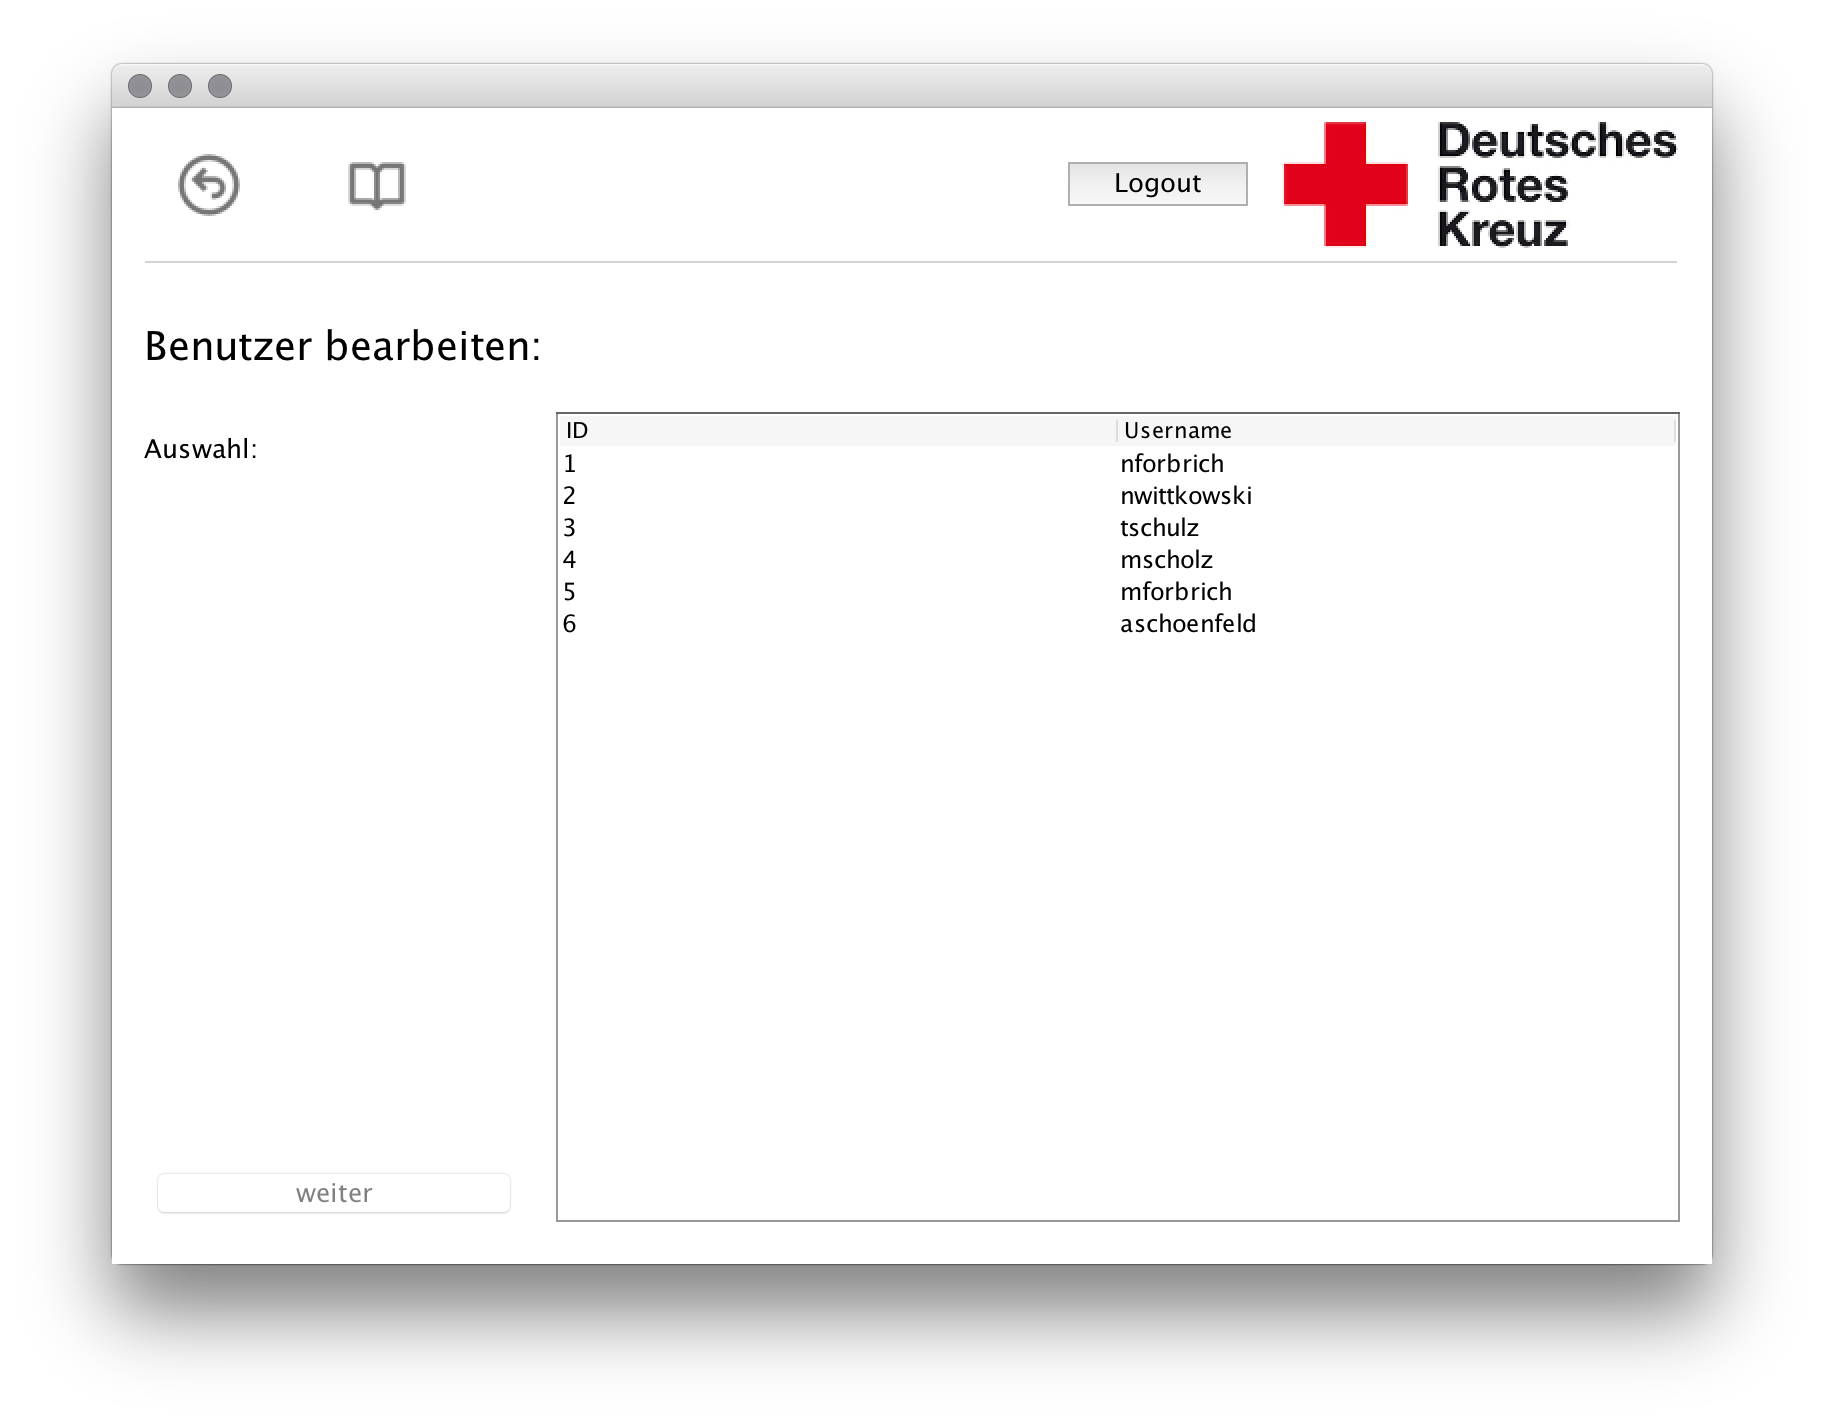 Logout
Deutsches
Rotes
Kreuz
Benutzer bearbeiten:
Auswahl:
ID Username
1 nforbrich
2 nwittkowski
3 tschulz
4 mscholz
5 mforbrich
6 aschoenfeld
weiter